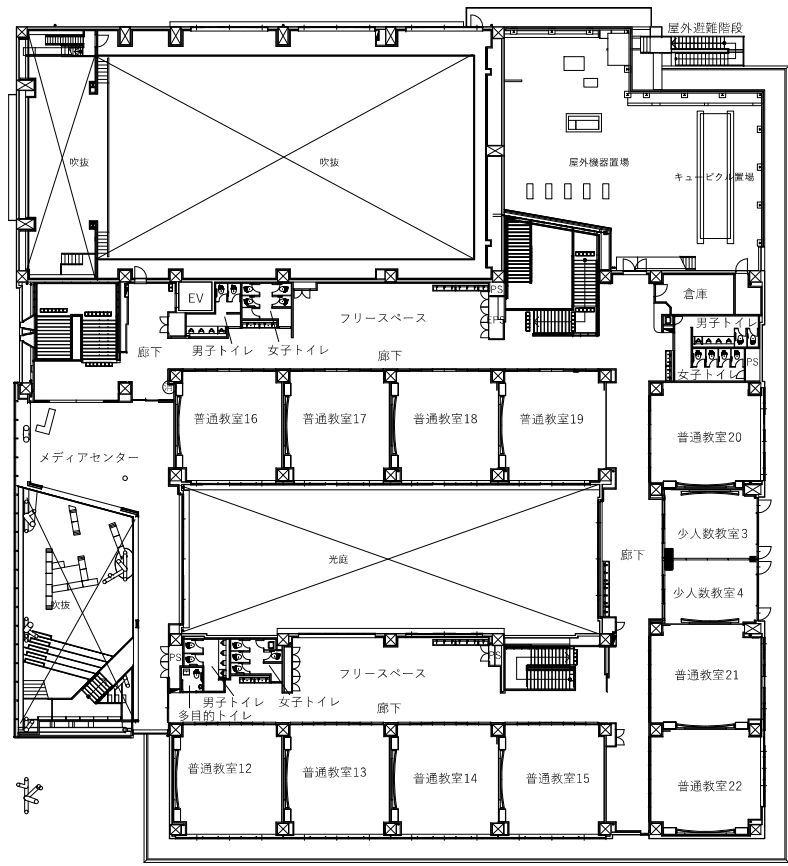 屋外避難階段
吹抜
吹抜
屋外機器置場
キュービクル置場
EV
PS
倉庫
フリースペース
EPS
男子トイレ
廊下
男子トイレ
女子トイレ
廊下
PS
女子トイレ
普通教室16
普通教室17
普通教室18
普通教室19
普通教室20
メディアセンター
少人数教室3
光庭
廊下
少人数教室4
吹抜
PS
PS
フリースペース
普通教室21
男子トイレ
女子トイレ
多目的トイレ
廊下
普通教室12
普通教室13
普通教室14
普通教室15
普通教室22